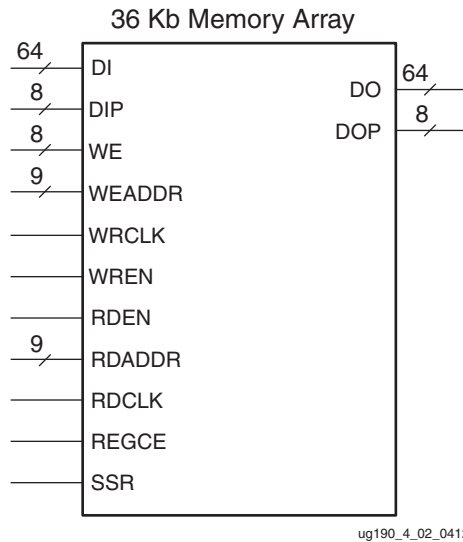 36 Kb Memory Array
64
DI
8
DIP
8
WE
9
WEADDR
WRCLK
WREN
RDEN
9
RDADDR
RDCLK
REGCE
SSR
DO
64
DOP
8